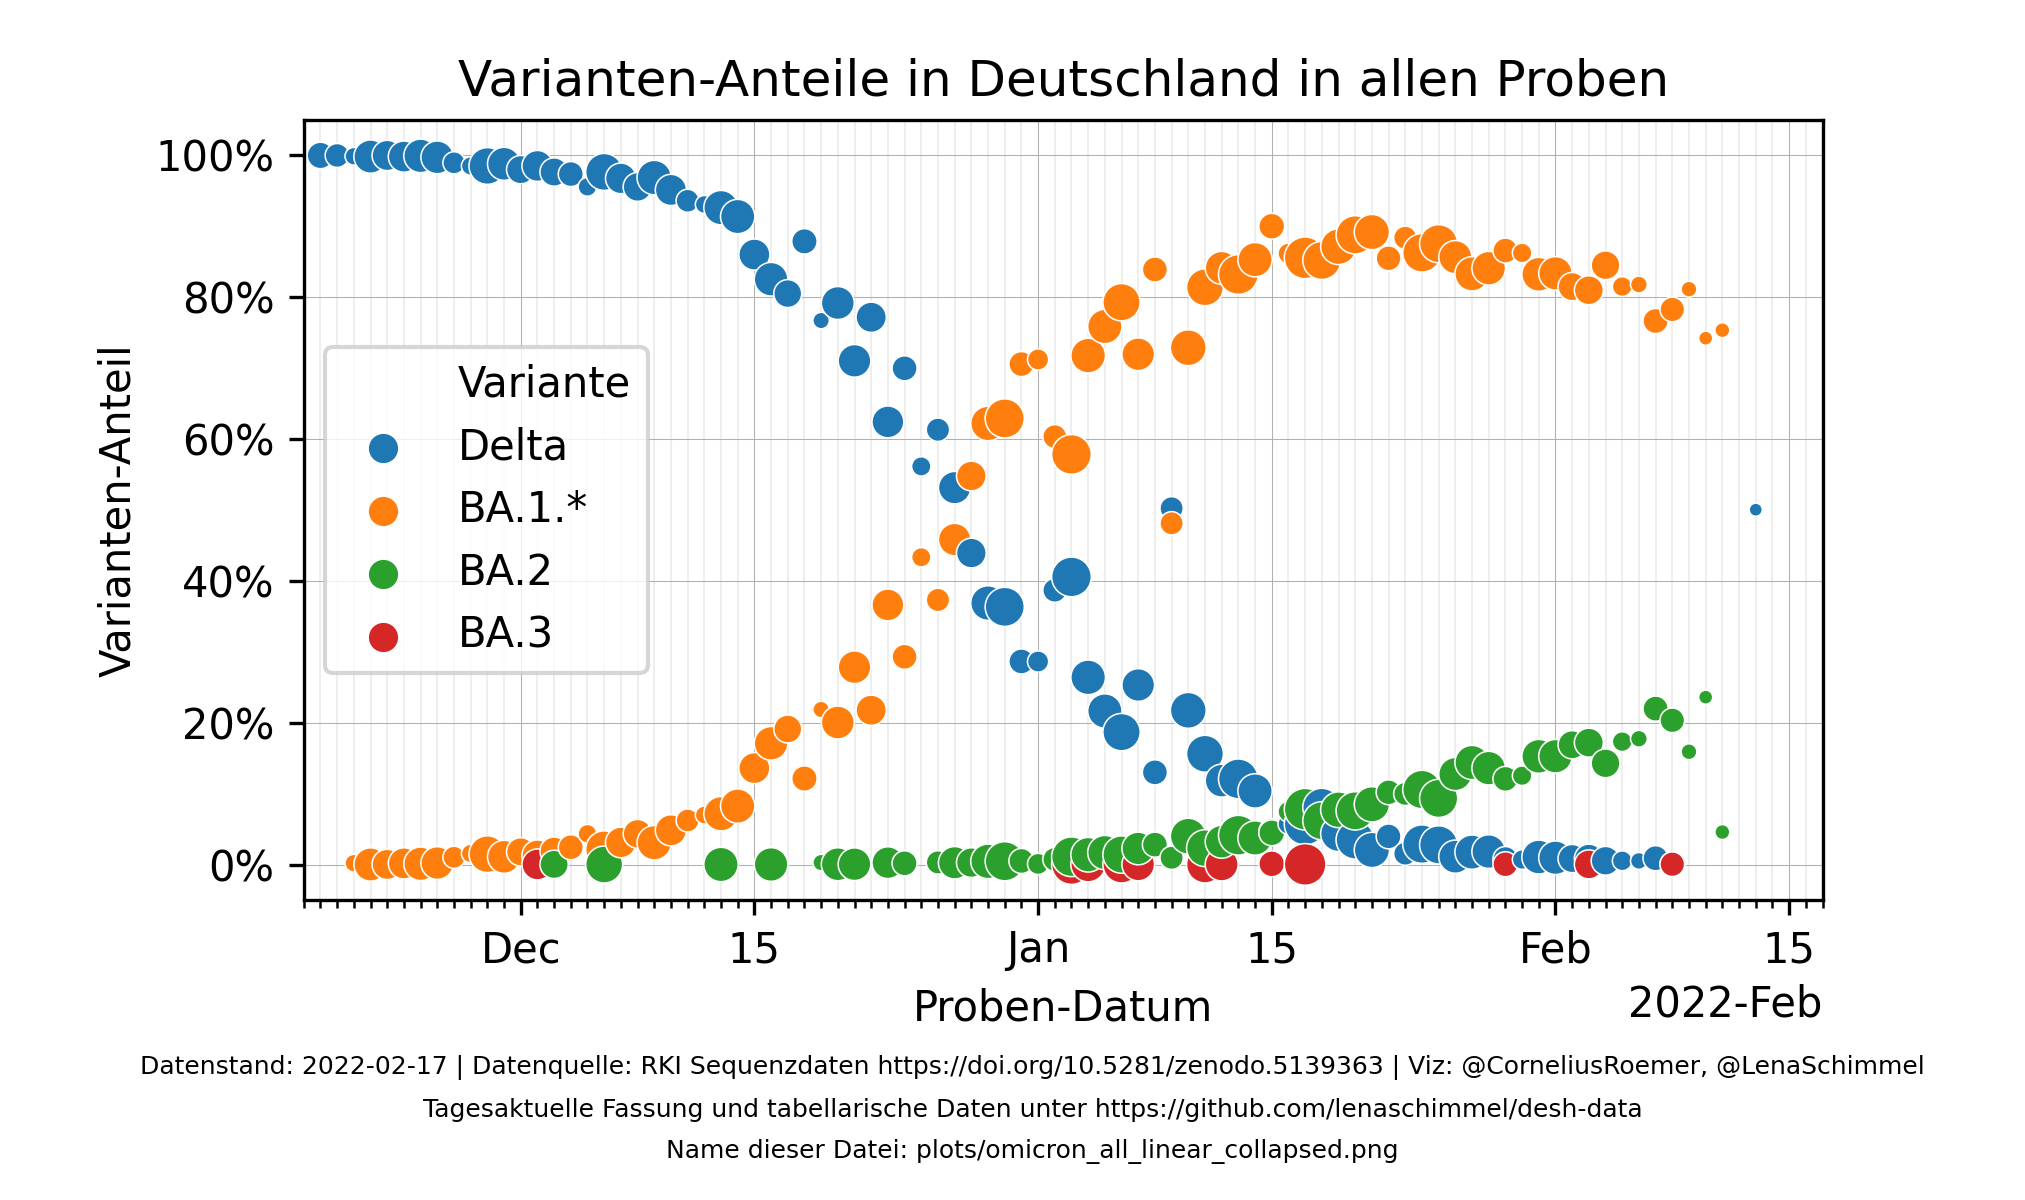 Varianten-Anteile in Deutschland in allen Proben
Varianten-Anteil
100%
80%
60%
40%
20%
0%
Variante
Delta
BA.1.*
BA.2
BA.3
Dec 15 Jan 15 Feb 15
Proben-Datum
2022-Feb
Datenstand: 2022-02-17 | Datenquelle: RKI Sequenzdaten https://doi.org/10.5281/zenodo.5139363 | Viz: @CorneliusRoemer, @LenaSchimmel
Tagesaktuelle Fassung und tabellarische Daten unter https://github.com/lenaschimmel/desh-data
Name dieser Datei: plots/omicron_all_linear_collapsed.png